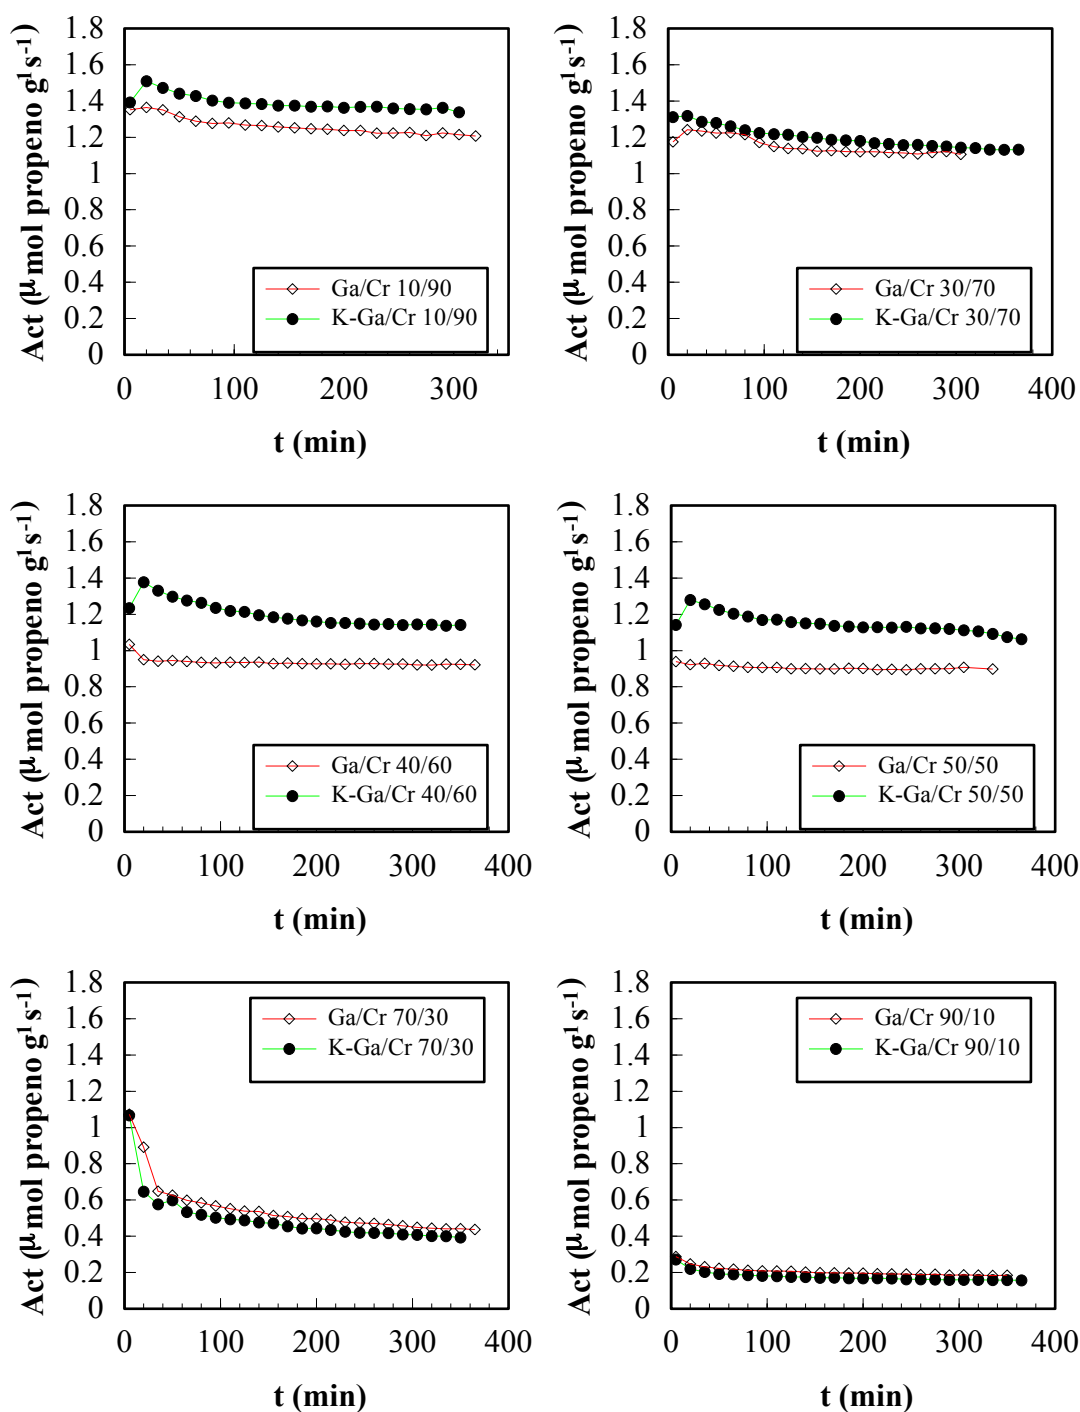 Act (μmol propeno g¹s⁻¹)
1.8
1.6
1.4
1.2
1
0.8
0.6
0.4
0.2
0
Ga/Cr 10/90
K-Ga/Cr 10/90
0 100 200 300
t (min)
Act (μmol propeno g¹s⁻¹)
1.8
1.6
1.4
1.2
1
0.8
0.6
0.4
0.2
0
Ga/Cr 30/70
K-Ga/Cr 30/70
0 100 200 300 400
t (min)
Act (μmol propeno g¹s⁻¹)
1.8
1.6
1.4
1.2
1
0.8
0.6
0.4
0.2
0
Ga/Cr 40/60
K-Ga/Cr 40/60
0 100 200 300 400
t (min)
Act (μmol propeno g¹s⁻¹)
1.8
1.6
1.4
1.2
1
0.8
0.6
0.4
0.2
0
Ga/Cr 50/50
K-Ga/Cr 50/50
0 100 200 300 400
t (min)
Act (μmol propeno g¹s⁻¹)
1.8
1.6
1.4
1.2
1
0.8
0.6
0.4
0.2
0
Ga/Cr 70/30
K-Ga/Cr 70/30
0 100 200 300 400
t (min)
Act (μmol propeno g¹s⁻¹)
1.8
1.6
1.4
1.2
1
0.8
0.6
0.4
0.2
0
Ga/Cr 90/10
K-Ga/Cr 90/10
0 100 200 300 400
t (min)